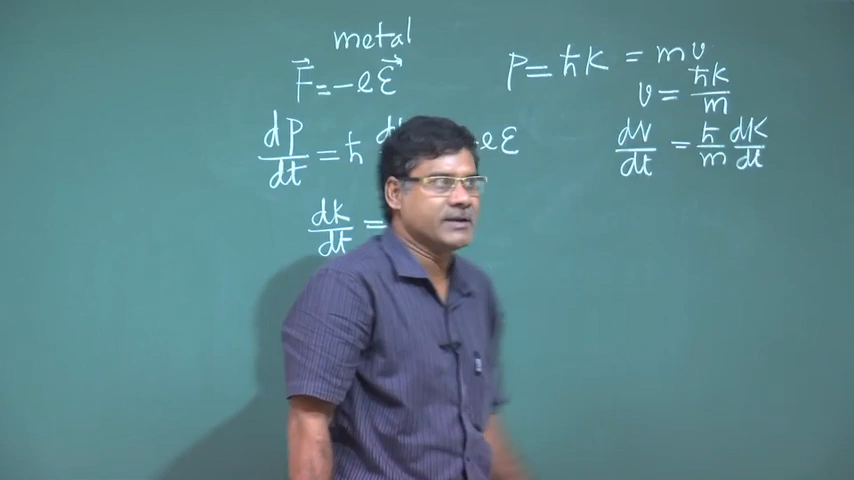 metal
F⃗ = -eε⃗
dP/dt = ħ d eε
dk/dt =
P = ħk = mv
v = ħk/m
dv/dt = ħ/m dk/dt